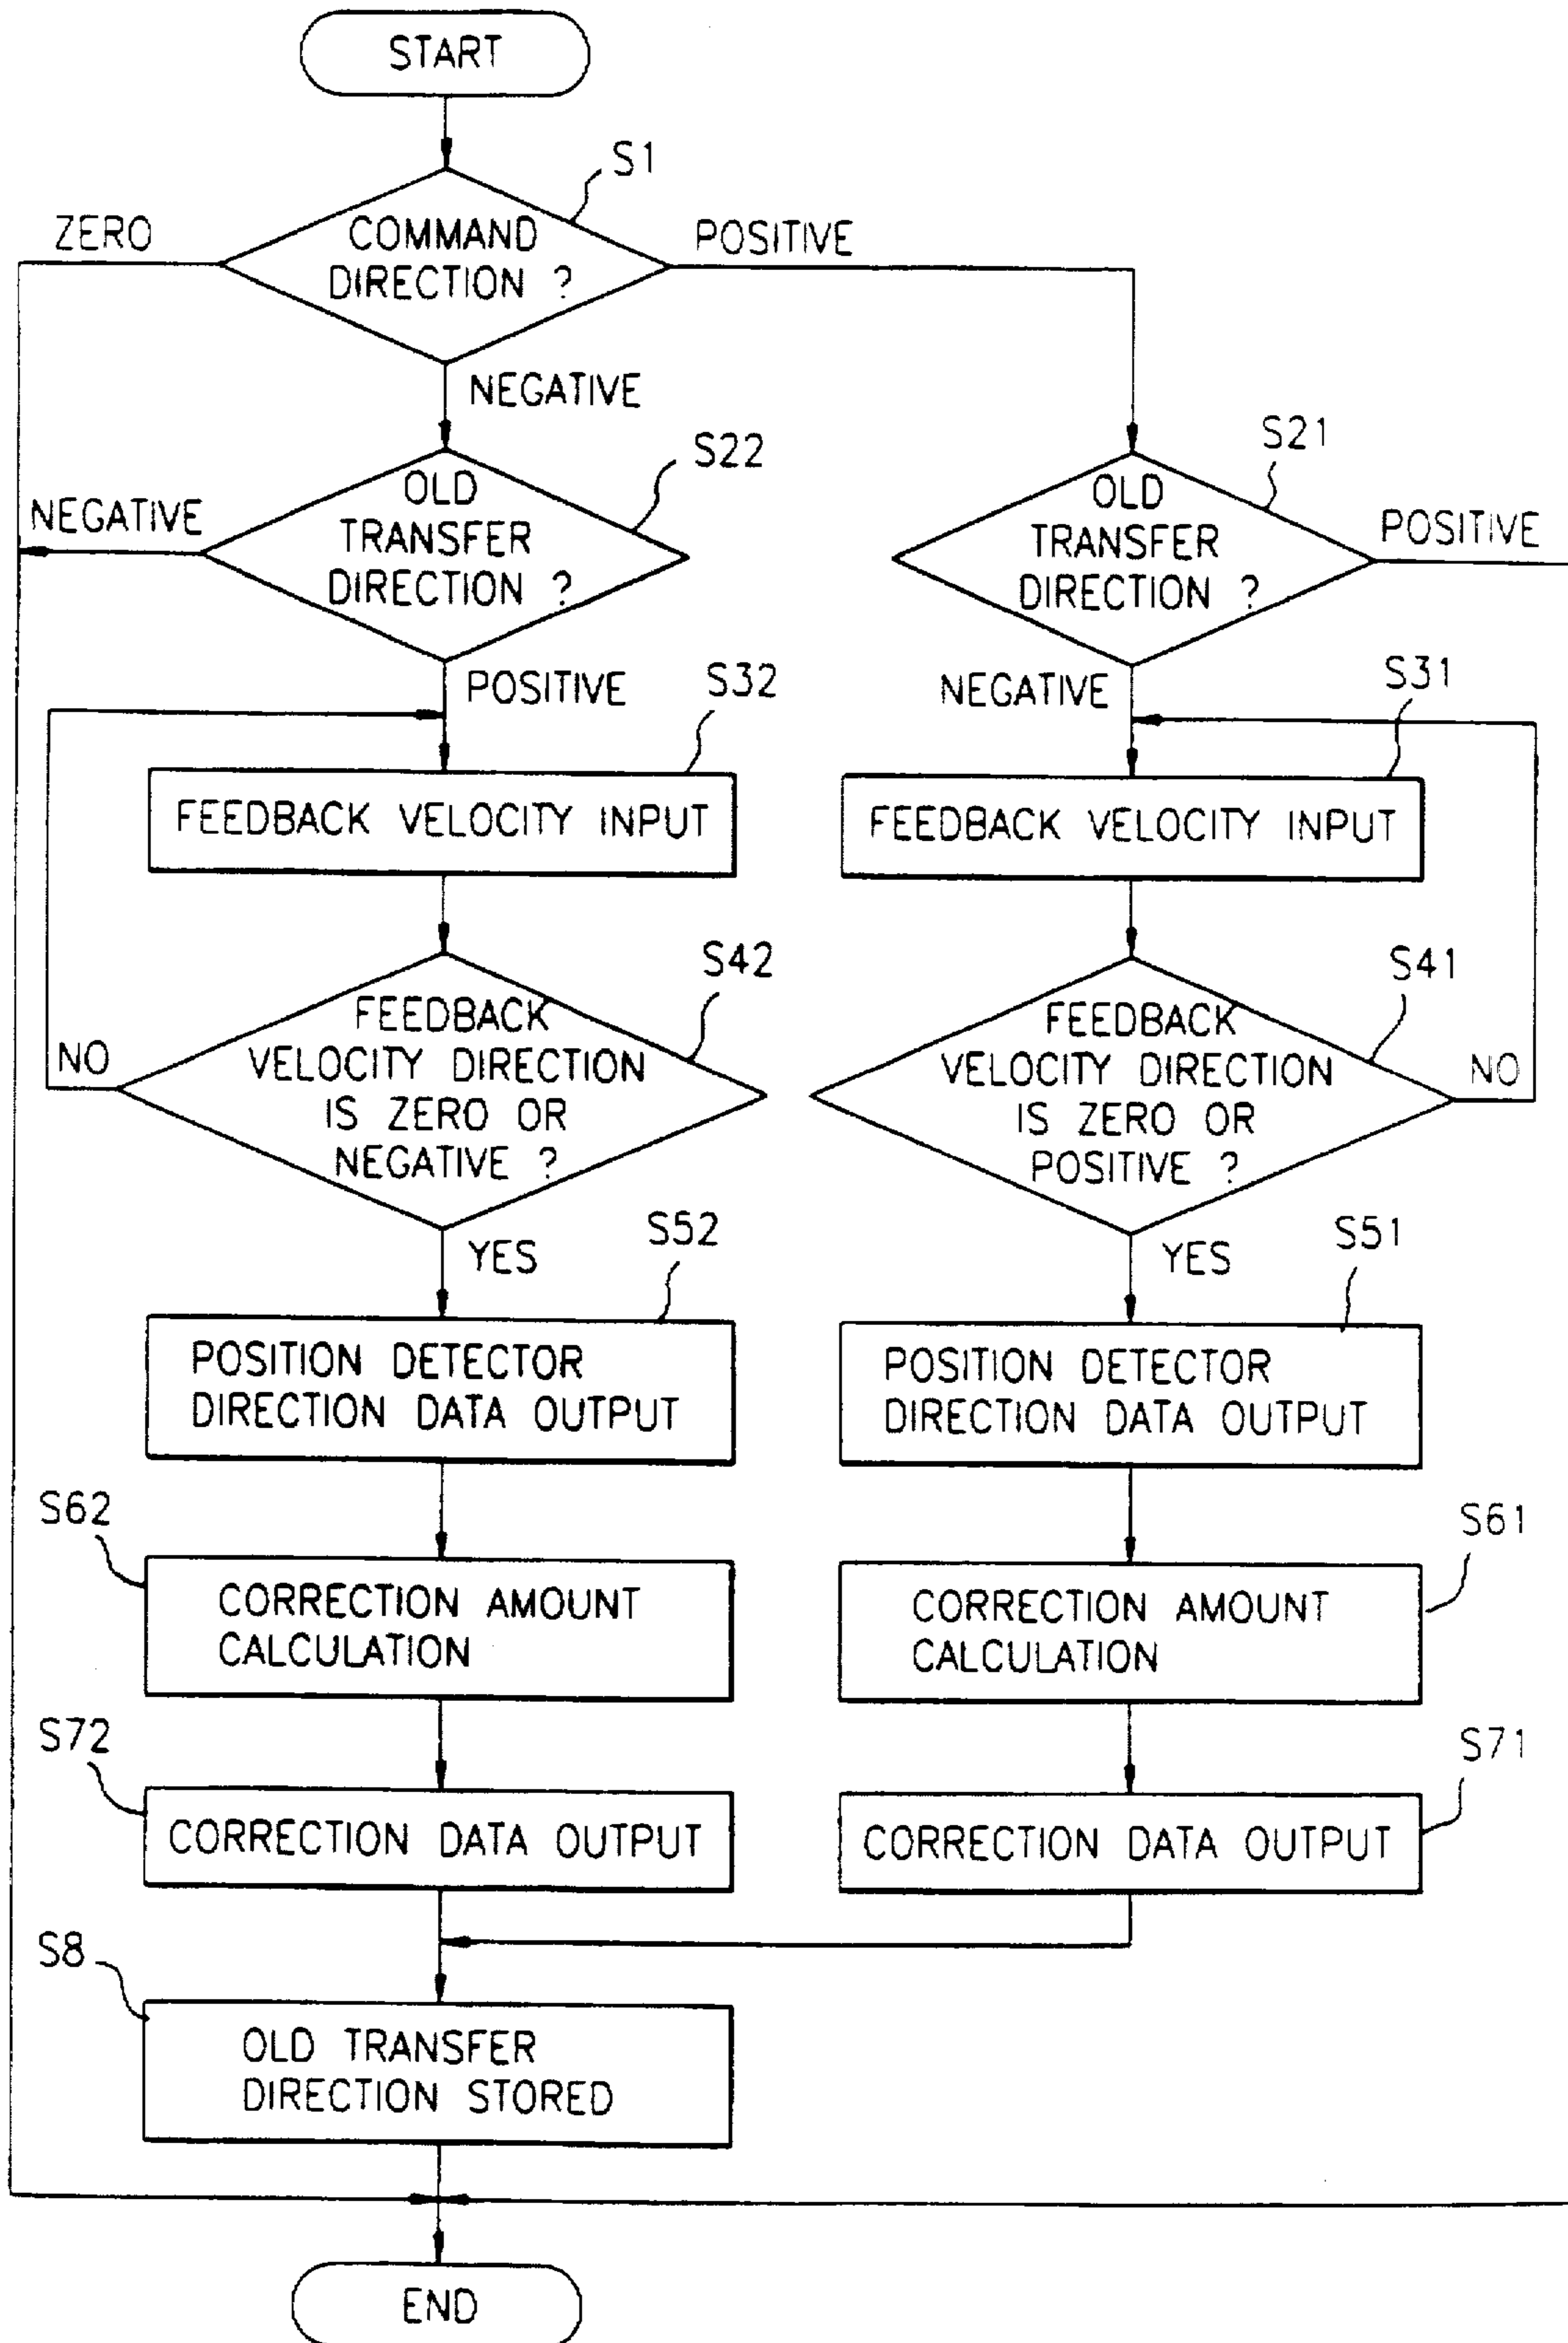 START
S1
ZERO
COMMAND
DIRECTION ?
POSITIVE
NEGATIVE
S22
S21
NEGATIVE
OLD
TRANSFER
DIRECTION ?
OLD
TRANSFER
DIRECTION ?
POSITIVE
POSITIVE
S32
NEGATIVE
S31
FEEDBACK VELOCITY INPUT
FEEDBACK VELOCITY INPUT
S42
S41
NO
FEEDBACK
VELOCITY DIRECTION
IS ZERO OR
NEGATIVE ?
FEEDBACK
VELOCITY DIRECTION
IS ZERO OR
POSITIVE ?
NO
YES
S52
YES
S51
POSITION DETECTOR
DIRECTION DATA OUTPUT
POSITION DETECTOR
DIRECTION DATA OUTPUT
S62
S61
CORRECTION AMOUNT
CALCULATION
CORRECTION AMOUNT
CALCULATION
S72
S71
CORRECTION DATA OUTPUT
CORRECTION DATA OUTPUT
S8
OLD TRANSFER
DIRECTION STORED
END